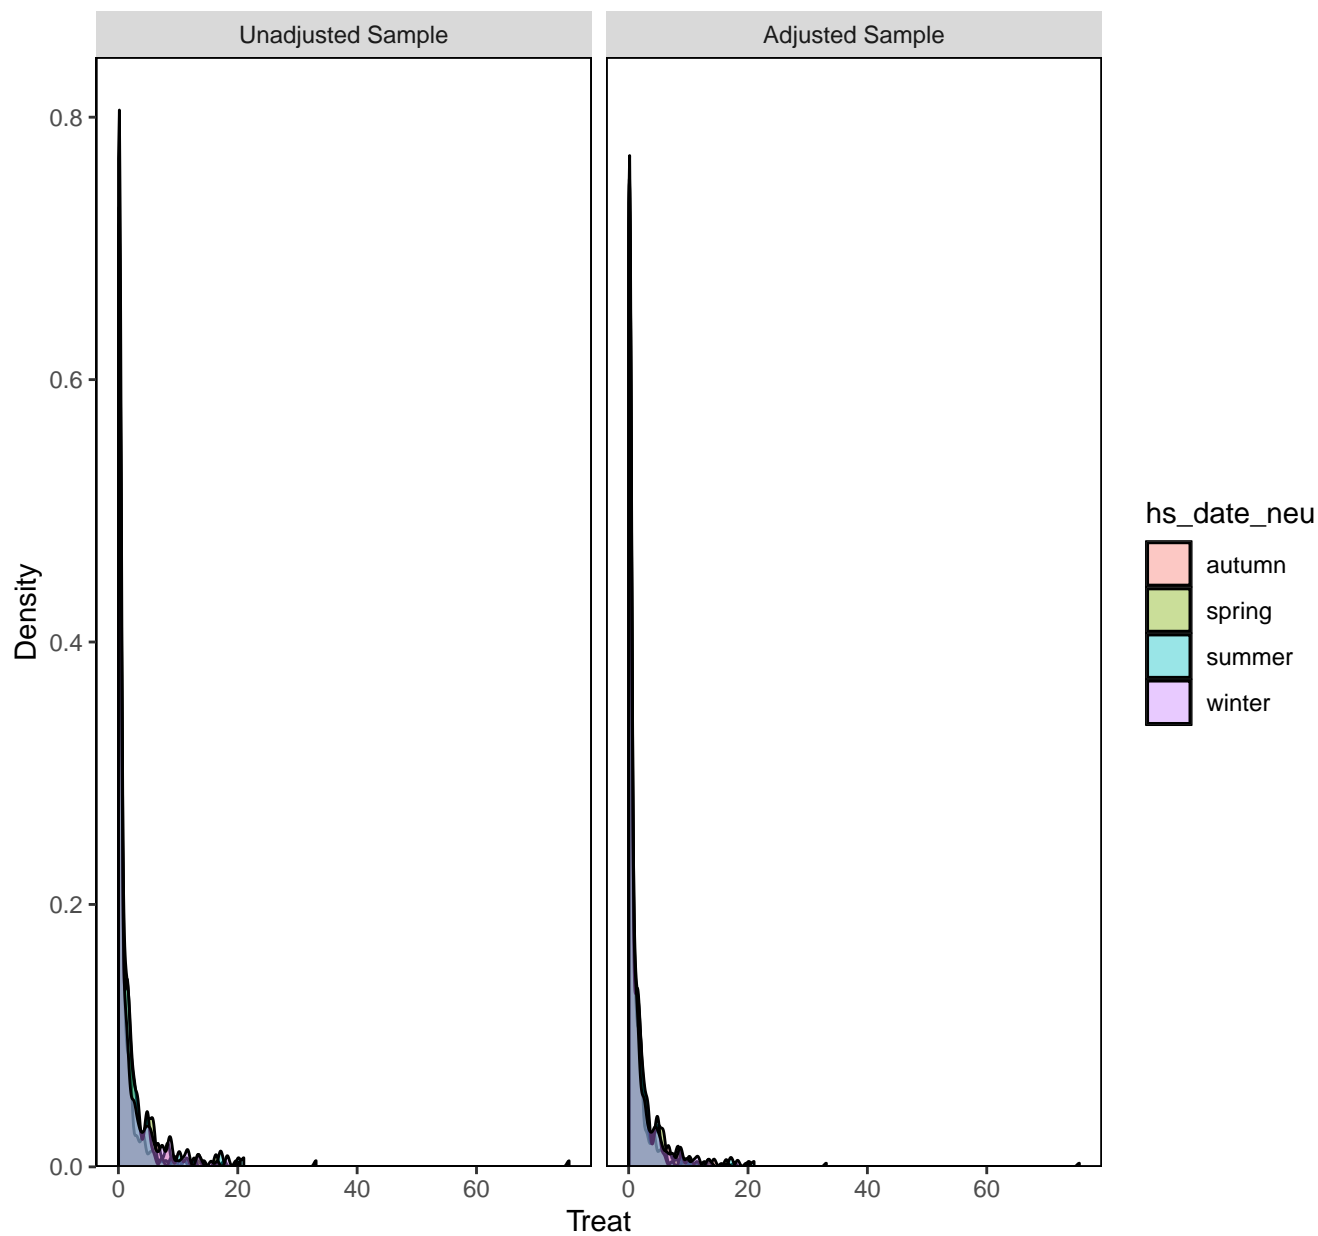 Unadjusted Sample
Adjusted Sample
0.8
0.6
0.4
0.2
0.0
Density
0
20
40
60
0
20
40
60
Treat
hs_date_neu
autumn
spring
summer
winter